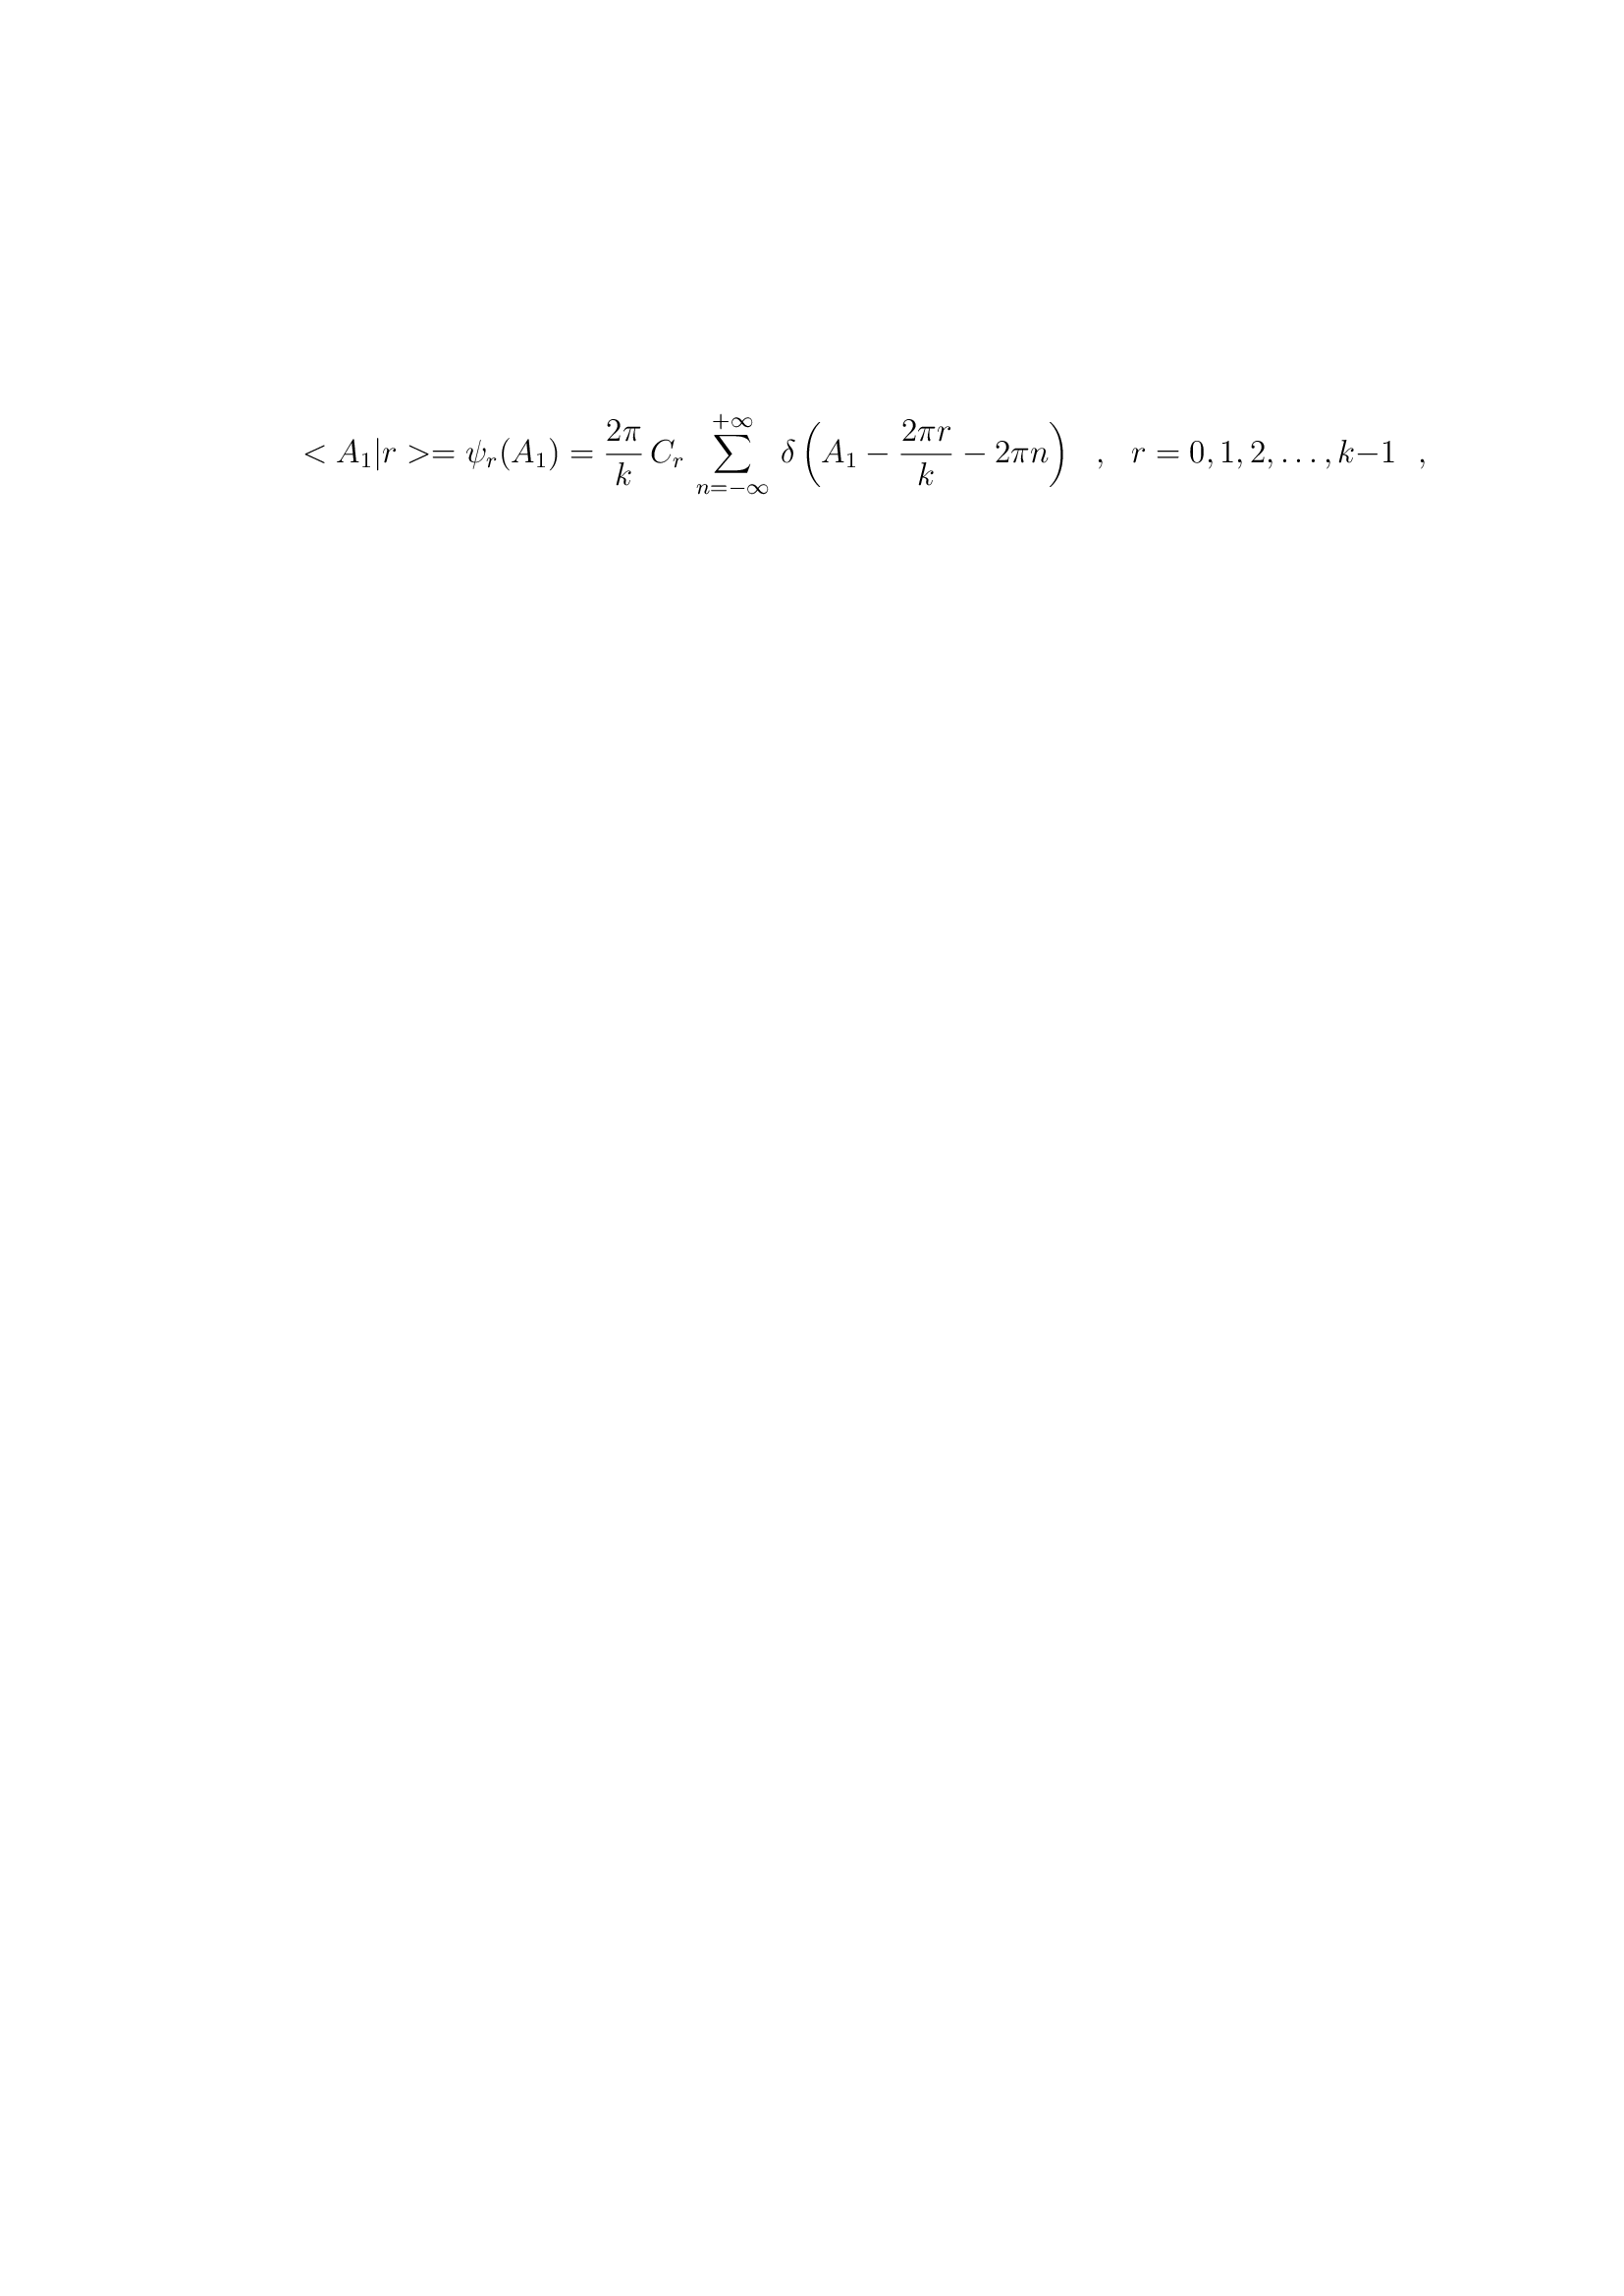 $< A_1|r >= \psi_r(A_1) = \frac{2\pi}{k} \, C_r \sum_{n=-\infty}^{+\infty} \delta \left( A_1 - \frac{2\pi r}{k} - 2\pi n \right) \quad , \quad r = 0, 1, 2, \ldots, k-1 \quad ,$